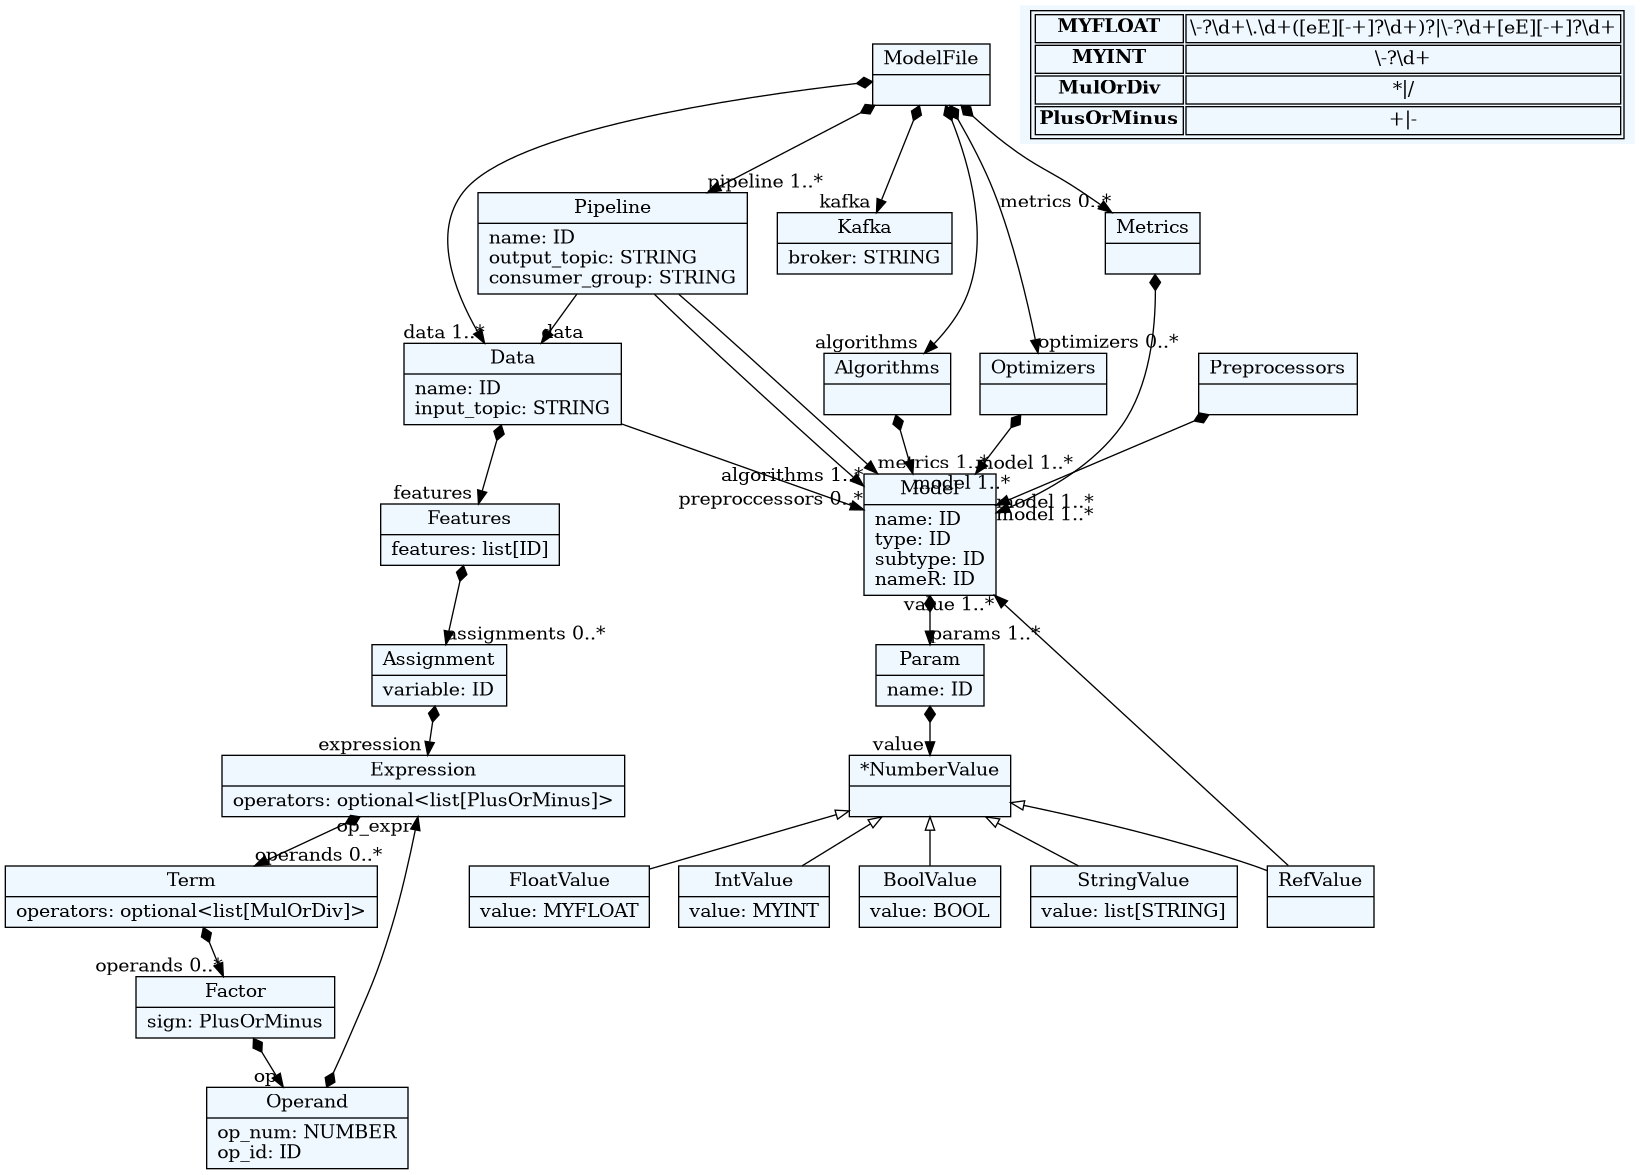 MYFLOAT \-?\d+\.\d+([eE][-+]?\d+)?|\-?\d+[eE][-+]?\d+
MYINT \-?\d+
MulOrDiv *|/
PlusOrMinus +|-
ModelFile
pipeline 1..*
kafka
metrics 0..*
Pipeline
name: ID
output_topic: STRING
consumer_group: STRING
Kafka
broker: STRING
Metrics
data 1..*
data
algorithms
optimizers 0..*
Data
name: ID
input_topic: STRING
Algorithms
Optimizers
Preprocessors
metrics 1..*
model 1..*
algorithms 1..*
model 1..*
preproccessors 0..*
model 1..*
model 1..*
features
Features
features: list[ID]
Model
name: ID
type: ID
subtype: ID
nameR: ID
value 1..*
assignments 0..*
params 1..*
Assignment
variable: ID
Param
name: ID
expression
value
Expression
operators: optional<list[PlusOrMinus]>
*NumberValue
op_expr
operands 0..*
Term
operators: optional<list[MulOrDiv]>
FloatValue
value: MYFLOAT
IntValue
value: MYINT
BoolValue
value: BOOL
StringValue
value: list[STRING]
RefValue
operands 0..*
Factor
sign: PlusOrMinus
op
Operand
op_num: NUMBER
op_id: ID